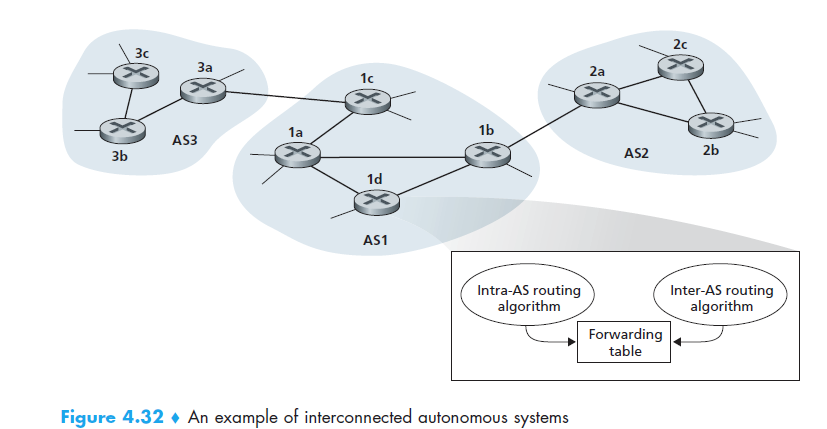 3c
3a
3b
AS3
1c
1a
1b
1d
AS1
2c
2a
2b
AS2
Intra-AS routing
algorithm
Inter-AS routing
algorithm
Forwarding
table
Figure 4.32 ♦ An example of interconnected autonomous systems